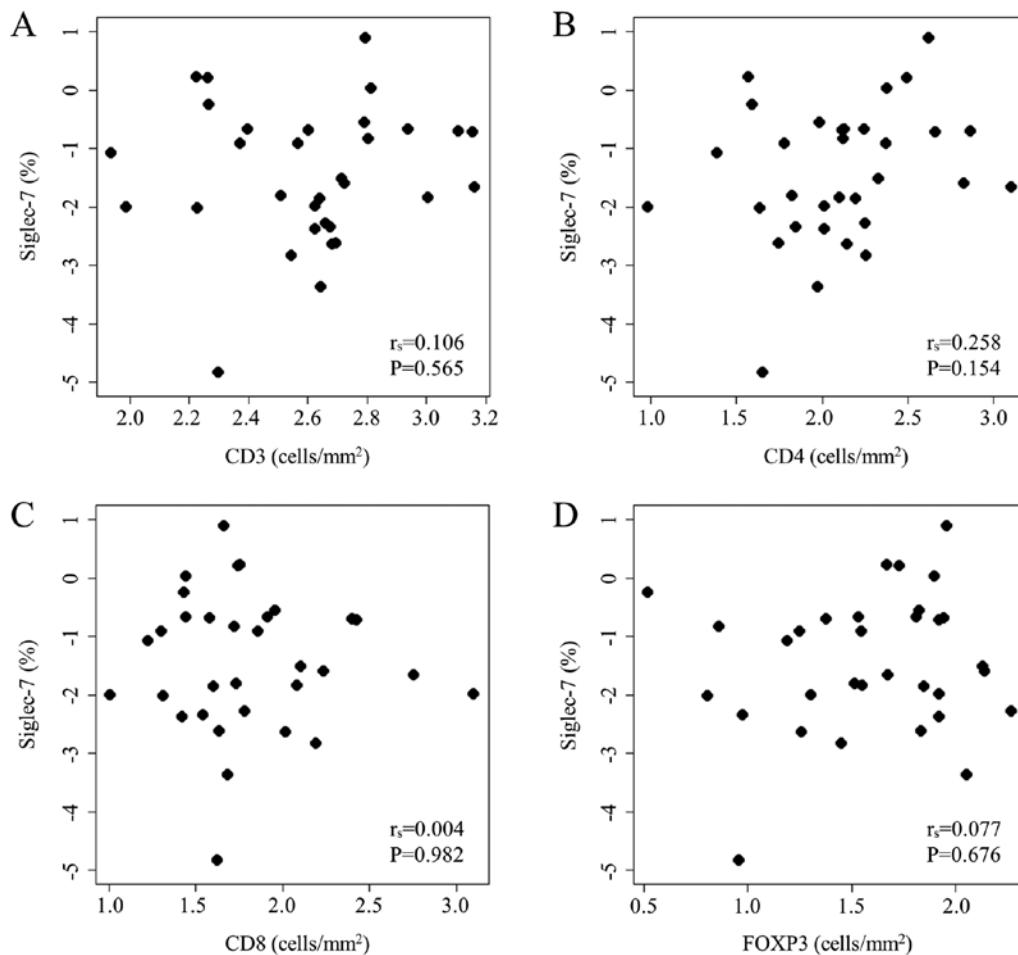 A
1
0
-1
-2
-3
-4
-5
Siglec-7 (%)
rₛ=0.106
P=0.565
2.0 2.2 2.4 2.6 2.8 3.0 3.2
CD3 (cells/mm²)
B
1
0
-1
-2
-3
-4
-5
Siglec-7 (%)
rₛ=0.258
P=0.154
1.0 1.5 2.0 2.5 3.0
CD4 (cells/mm²)
C
1
0
-1
-2
-3
-4
-5
Siglec-7 (%)
rₛ=0.004
P=0.982
1.0 1.5 2.0 2.5 3.0
CD8 (cells/mm²)
D
1
0
-1
-2
-3
-4
-5
Siglec-7 (%)
rₛ=0.077
P=0.676
0.5 1.0 1.5 2.0
FOXP3 (cells/mm²)